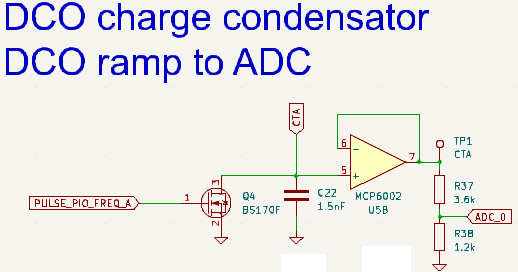 DCO charge condensator
DCO ramp to ADC
CTA
6
7
5
TP1
CTA
MCP6002
U5B
PULSE_PIO_FREQ_A
1
3
2
Q4
BS170F
C22
1.5nF
R37
3.6k
ADC_0
R38
1.2k